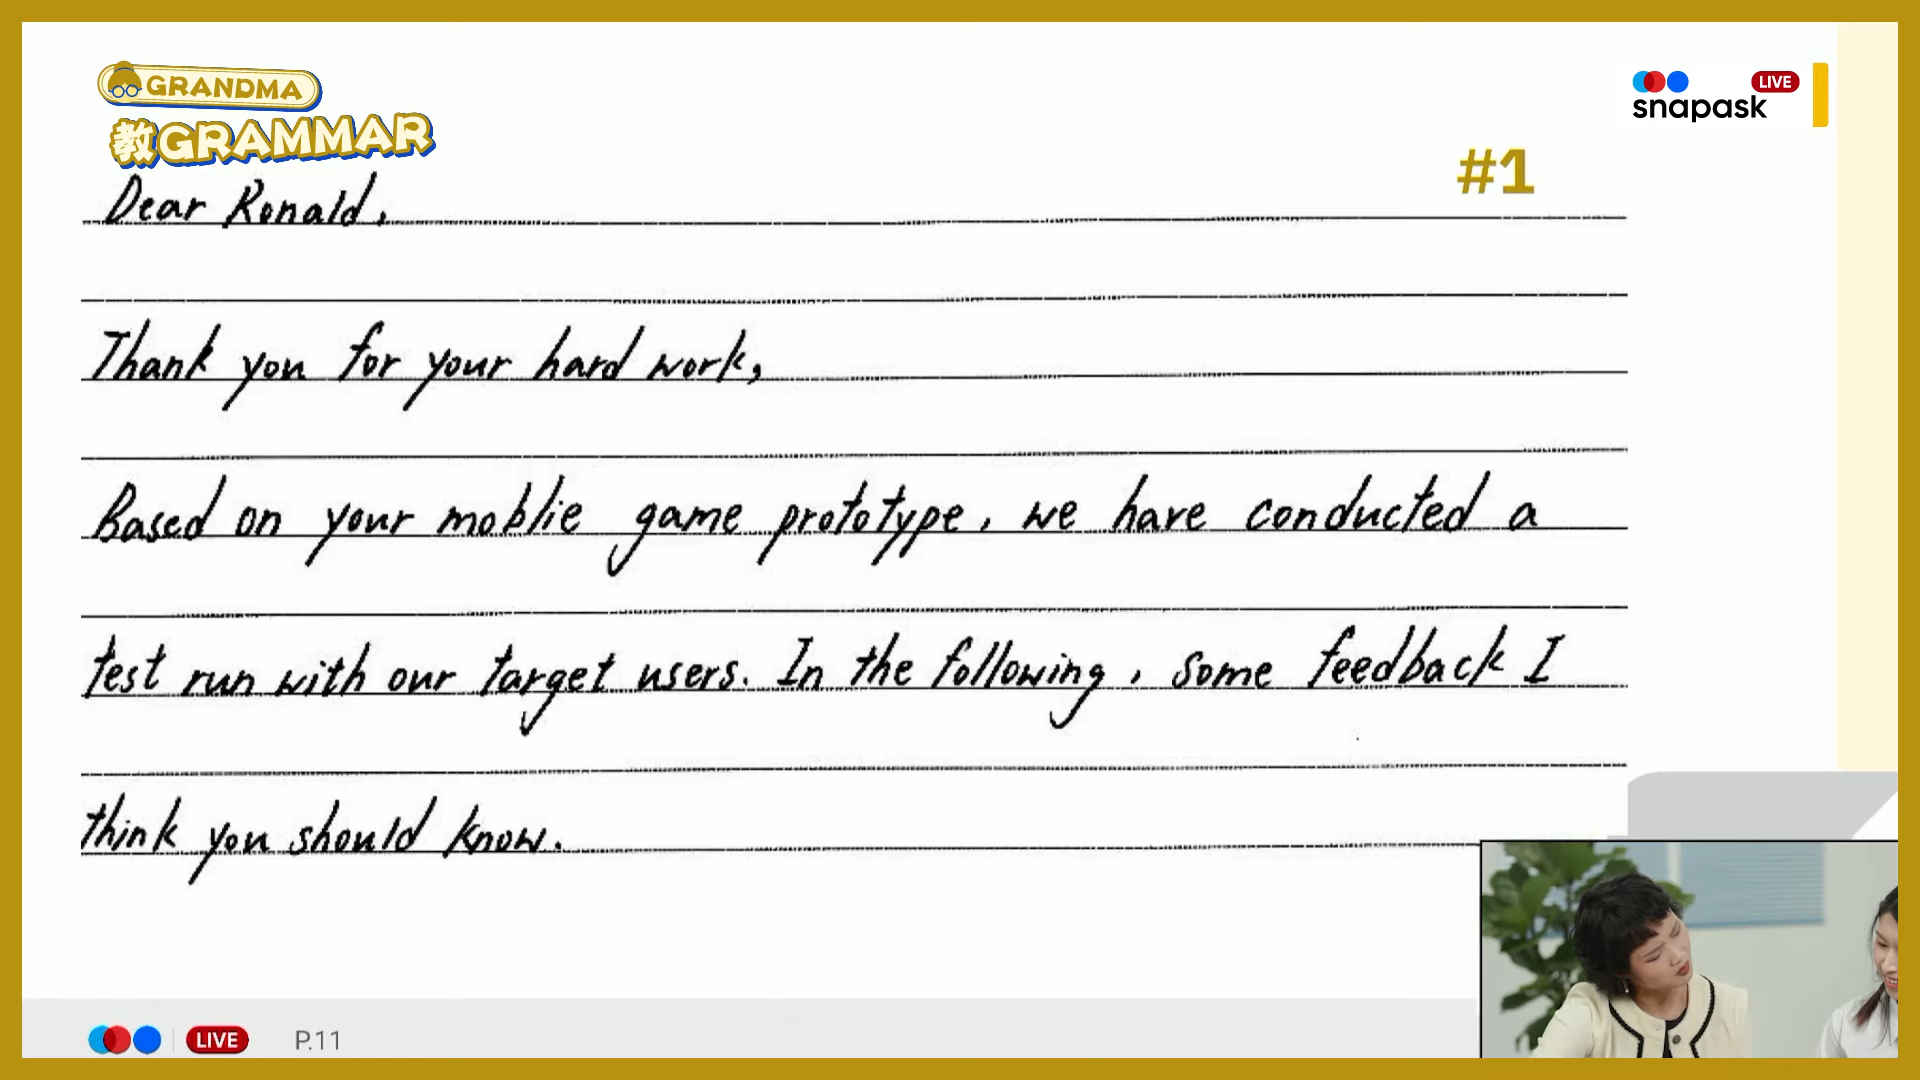 GRANDMA
教GRAMMAR
LIVE
snapask
#1
Dear Ronald,
Thank you for your hard work,
Based on your moblie game prototype, we have conducted a
test run with our target users. In the following, some feedback I
think you should know.
LIVE P.11